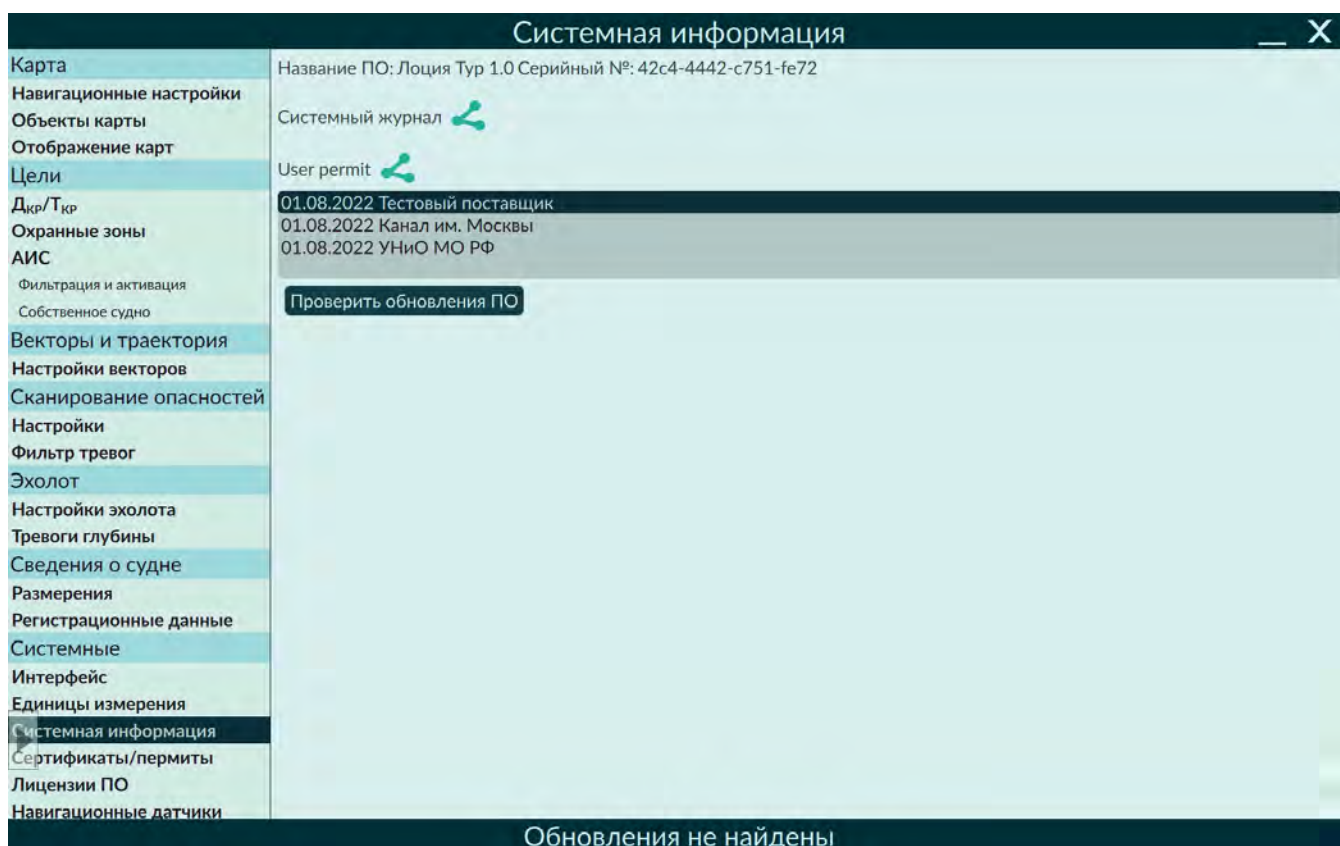 Системная информация
Карта
Навигационные настройки
Объекты карты
Отображение карт
Цели
ДКР/ТКР
Охранные зоны
АИС
Фильтрация и активация
Собственное судно
Векторы и траектория
Настройки векторов
Сканирование опасностей
Настройки
Фильтр тревог
Эхолот
Настройки эхолота
Тревоги глубины
Сведения о судне
Размерения
Регистрационные данные
Системные
Интерфейс
Единицы измерения
Системная информация
Сертификаты/пермиты
Лицензии ПО
Навигационные датчики
Название ПО: Лоция Тур 1.0 Серийный №: 42c4-4442-c751-fe72
Системный журнал
User permit
01.08.2022 Тестовый поставщик
01.08.2022 Канал им. Москвы
01.08.2022 УНиО МО РФ
Проверить обновления ПО
Обновления не найдены